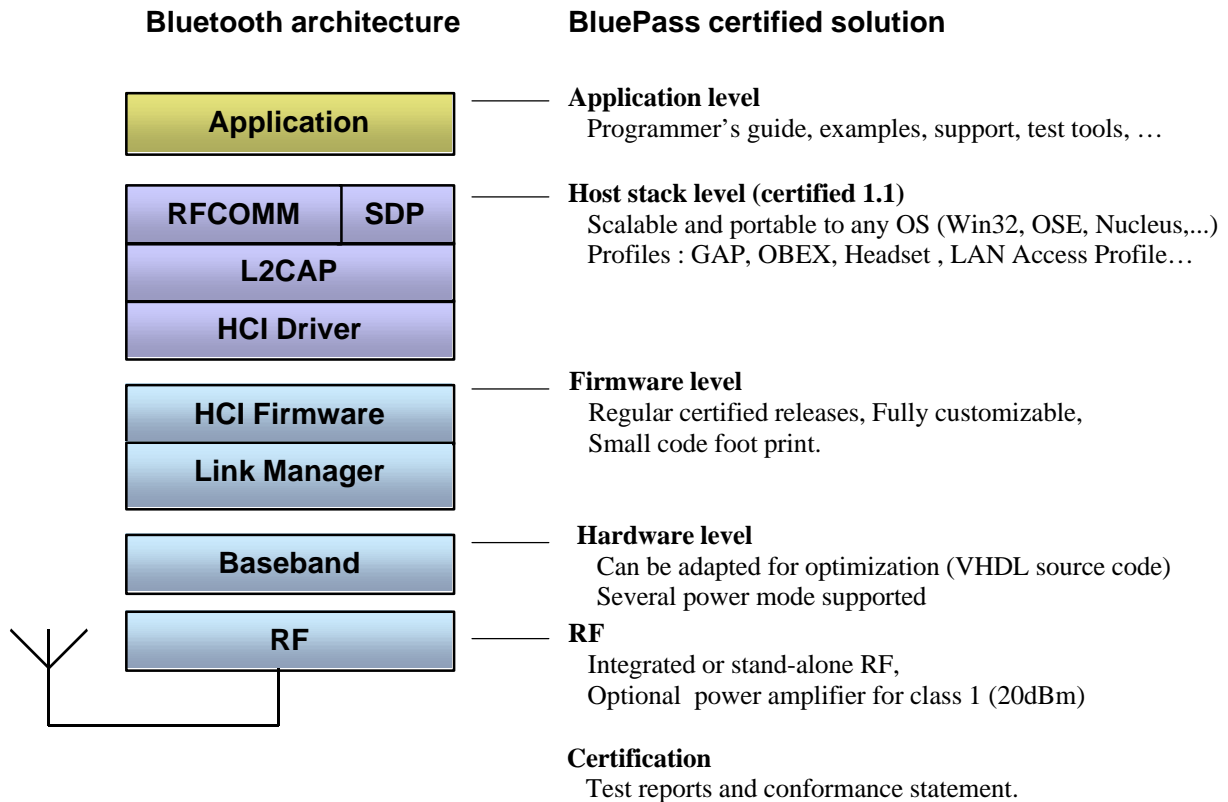 Bluetooth architecture
BluePass certified solution
Application
Application level
Programmer’s guide, examples, support, test tools, …
RFCOMM
SDP
Host stack level (certified 1.1)
Scalable and portable to any OS (Win32, OSE, Nucleus,...)
Profiles : GAP, OBEX, Headset , LAN Access Profile…
L2CAP
HCI Driver
HCI Firmware
Firmware level
Regular certified releases, Fully customizable,
Small code foot print.
Link Manager
Baseband
Hardware level
Can be adapted for optimization (VHDL source code)
Several power mode supported
RF
RF
Integrated or stand-alone RF,
Optional power amplifier for class 1 (20dBm)
Certification
Test reports and conformance statement.